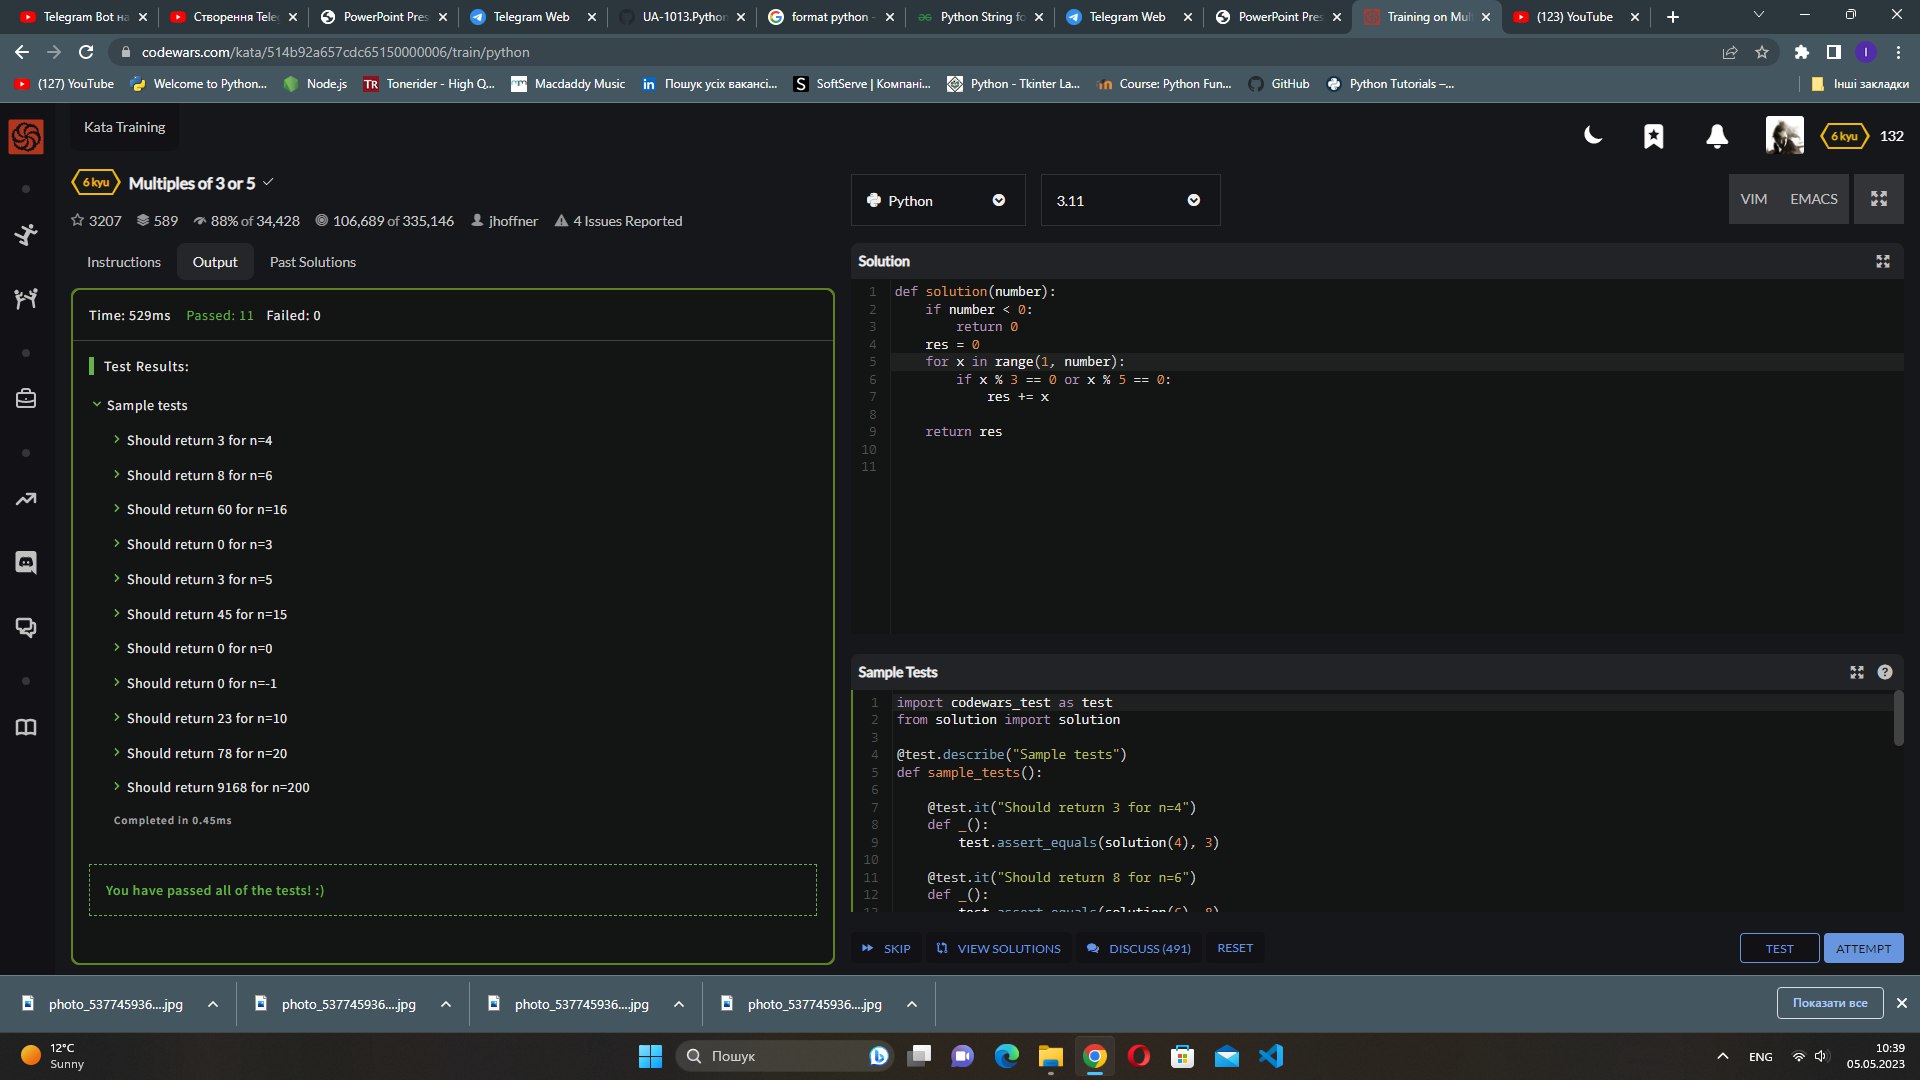 Telegram Bot на
Створення Tele
PowerPoint Pres
Telegram Web
UA-1013.Python
format python -
Python String fo
Telegram Web
PowerPoint Pres
Training on Mul
(123) YouTube
codewars.com/kata/514b92a657cdc65150000006/train/python
(127) YouTube
Welcome to Python...
Node.js
TR Tonerider - High Q...
Macdaddy Music
in Пошук усіх вакансі...
S SoftServe | Компані...
Python - Tkinter La...
Course: Python Fun...
GitHub
Python Tutorials –...
Інші закладки
Kata Training
6 kyu 132
6 kyu Multiples of 3 or 5
3207 589 88% of 34,428 106,689 of 335,146 jhoffner 4 Issues Reported
Python
3.11
VIM EMACS
Instructions Output Past Solutions
Time: 529ms Passed: 11 Failed: 0
Test Results:
Sample tests
Should return 3 for n=4
Should return 8 for n=6
Should return 60 for n=16
Should return 0 for n=3
Should return 3 for n=5
Should return 45 for n=15
Should return 0 for n=0
Should return 0 for n=-1
Should return 23 for n=10
Should return 78 for n=20
Should return 9168 for n=200
Completed in 0.45ms
You have passed all of the tests! :)
Solution
1 def solution(number):
2 if number < 0:
3 return 0
4 res = 0
5 for x in range(1, number):
6 if x % 3 == 0 or x % 5 == 0:
7 res += x
8
9 return res
10
11
Sample Tests
1 import codewars_test as test
2 from solution import solution
3
4 @test.describe("Sample tests")
5 def sample_tests():
6
7 @test.it("Should return 3 for n=4")
8 def _():
9 test.assert_equals(solution(4), 3)
10
11 @test.it("Should return 8 for n=6")
12 def _():
13 test.assert_equals(solution(6), 8)
SKIP VIEW SOLUTIONS DISCUSS (491) RESET
TEST ATTEMPT
photo_537745936....jpg
photo_537745936....jpg
photo_537745936....jpg
photo_537745936....jpg
Показати все
12°C
Sunny
Пошук
ENG
10:39
05.05.2023